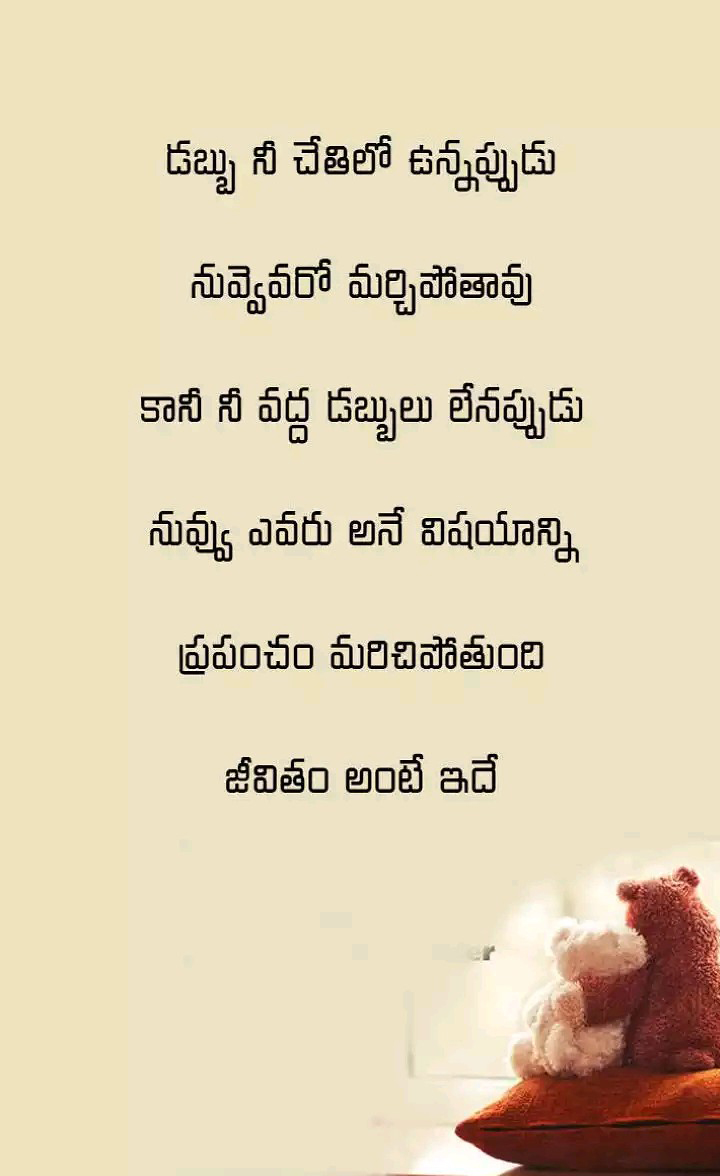 డబ్బు నీ చేతిలో ఉన్నప్పుడు
నువ్వెవరో మర్చిపోతావు
కానీ నీ వద్ద డబ్బులు లేనప్పుడు
నువ్వు ఎవరు అనే విషయాన్ని
ప్రపంచం మరిచిపోతుంది
జీవితం అంటే ఇదే